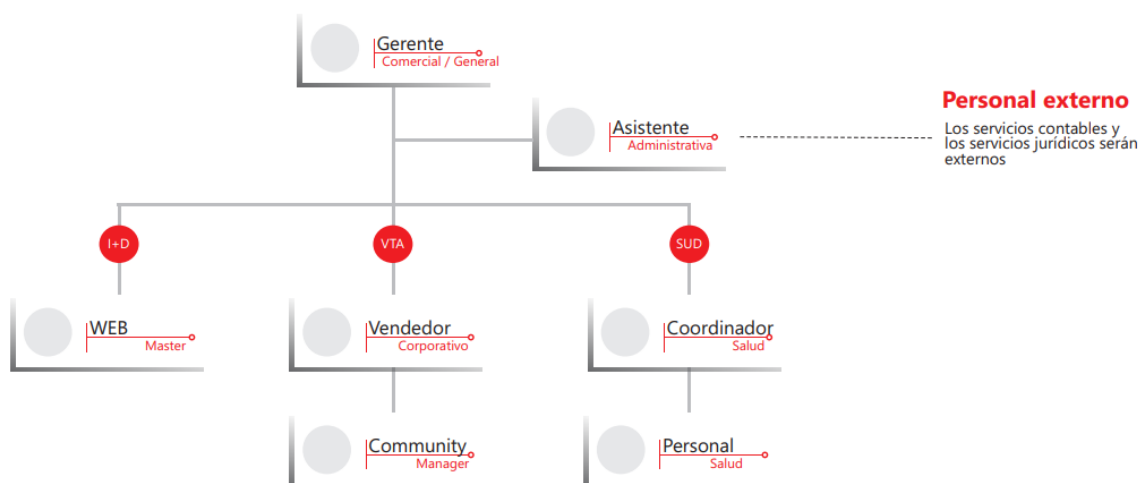 Gerente
Comercial / General
Asistente
Administrativa
Personal externo
Los servicios contables y
los servicios jurídicos serán
externos
I+D
VTA
SUD
WEB
Master
Vendedor
Corporativo
Coordinador
Salud
Community
Manager
Personal
Salud